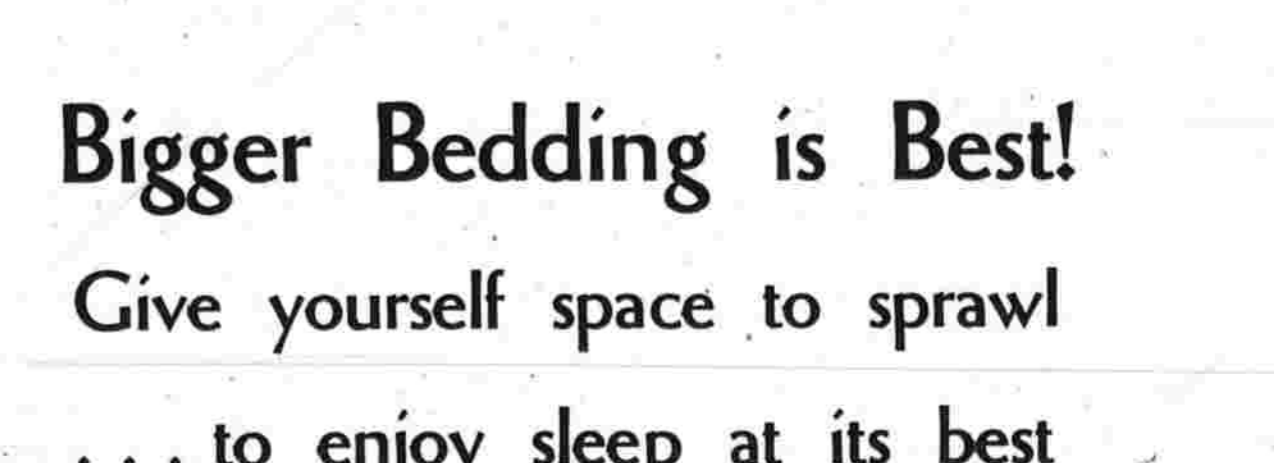 Bigger Bedding is Best!
Give yourself space to sprawl
. . . to enjoy sleep at its best